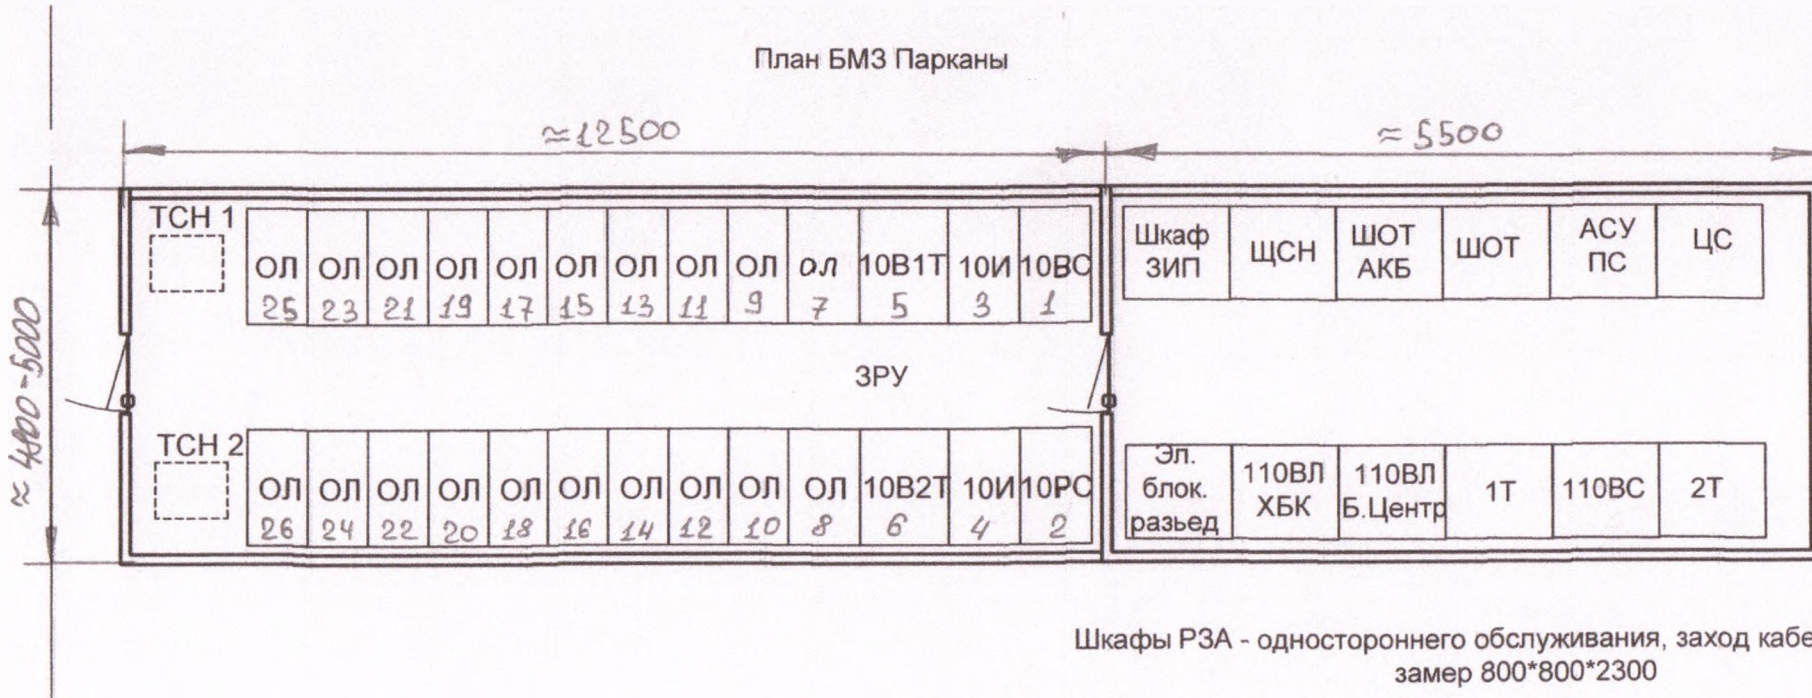 План БМЗ Парканы
≈12500
≈5500
≈4800-5000
ТСН 1
ОЛ ОЛ ОЛ ОЛ ОЛ ОЛ ОЛ ОЛ ОЛ ОЛ 10В1Т 10И 10ВС
25 23 21 19 17 15 13 11 9 7 5 3 1
Шкаф ЗИП
ЩСН
ШОТ АКБ
ШОТ
АСУ ПС
ЦС
ЗРУ
ТСН 2
ОЛ ОЛ ОЛ ОЛ ОЛ ОЛ ОЛ ОЛ ОЛ ОЛ 10В2Т 10И 10РС
26 24 22 20 18 16 14 12 10 8 6 4 2
Эл. блок. разьед
110ВЛ ХБК
110ВЛ Б.Центр
1Т
110ВС
2Т
Шкафы РЗА - одностороннего обслуживания, заход кабе
замер 800*800*2300